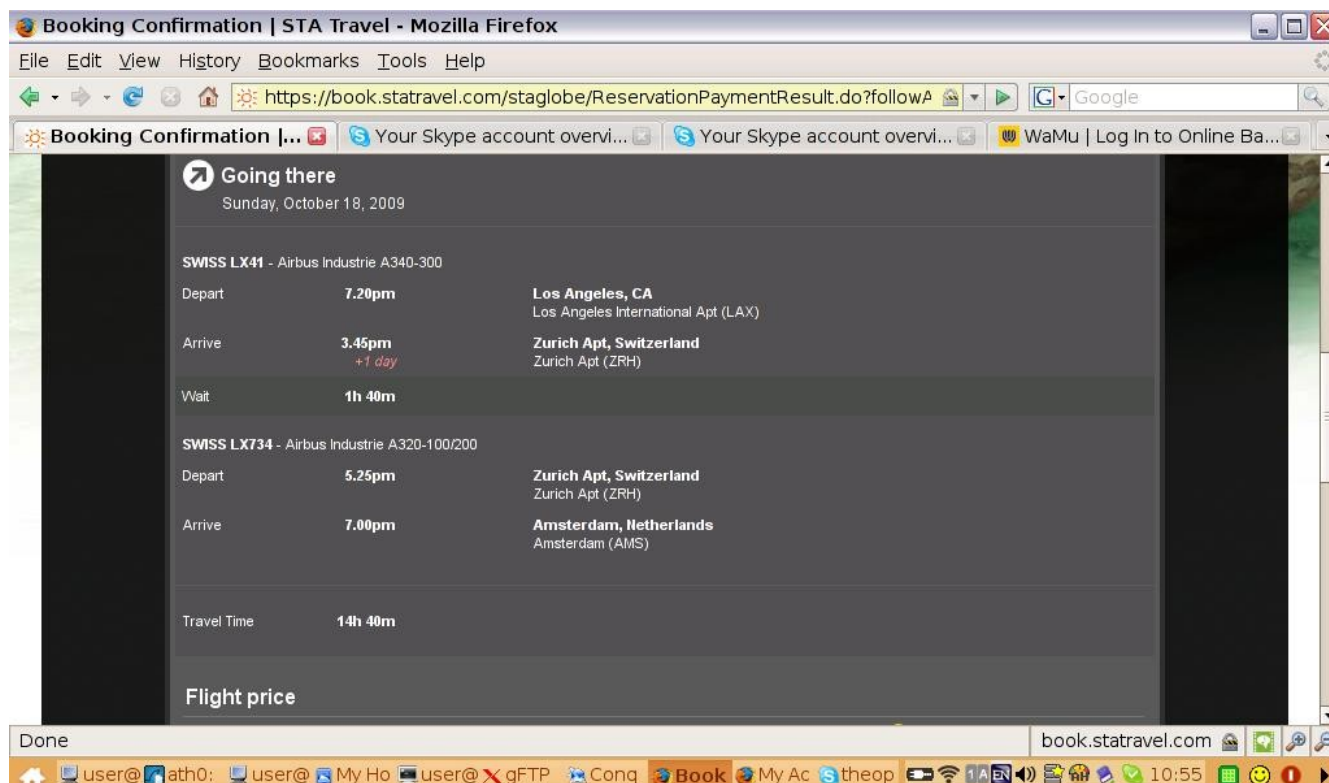 Booking Confirmation | STA Travel - Mozilla Firefox
File Edit View History Bookmarks Tools Help
https://book.statravel.com/staglobe/ReservationPaymentResult.do?followA G Google
Booking Confirmation |... Your Skype account overvi... Your Skype account overvi... WaMu | Log In to Online Ba...
Going there
Sunday, October 18, 2009
SWISS LX41 - Airbus Industrie A340-300
Depart 7.20pm Los Angeles, CA
Los Angeles International Apt (LAX)
Arrive 3.45pm Zurich Apt, Switzerland
+1 day Zurich Apt (ZRH)
Wait 1h 40m
SWISS LX734 - Airbus Industrie A320-100/200
Depart 5.25pm Zurich Apt, Switzerland
Zurich Apt (ZRH)
Arrive 7.00pm Amsterdam, Netherlands
Amsterdam (AMS)
Travel Time 14h 40m
Flight price
Done book.statravel.com
user@ ath0: user@ My Ho user@ gFTP Conq Book My Ac theop 1A EN 10:55